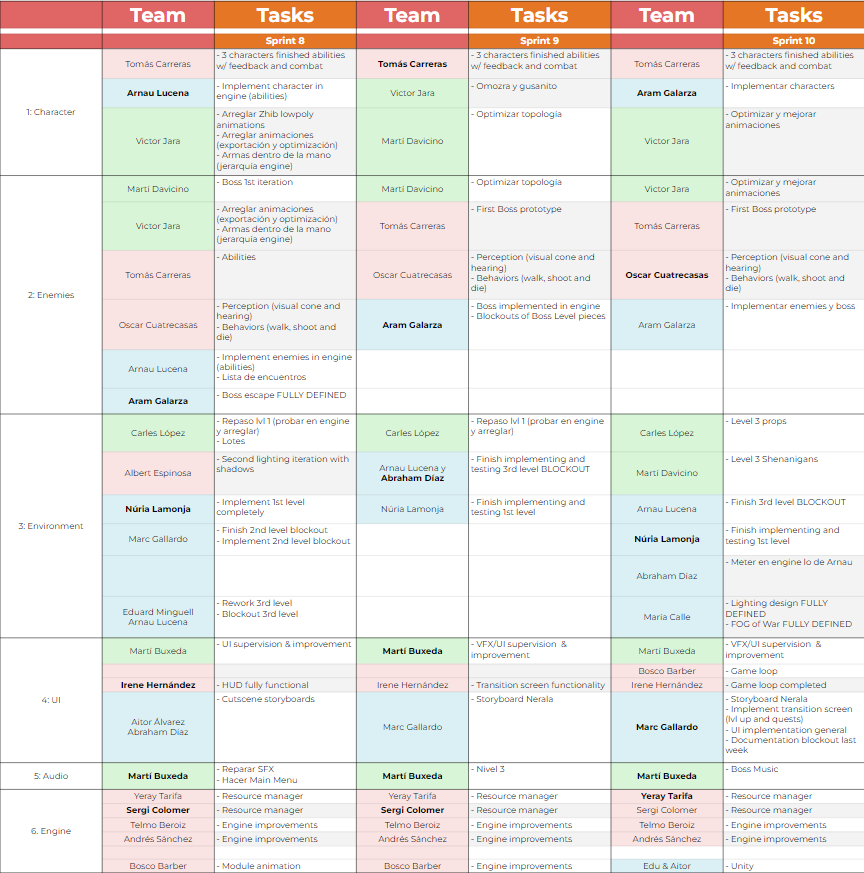 Team Tasks Team Tasks Team Tasks
Sprint 8 Sprint 9 Sprint 10
1: Character
Tomás Carreras
- 3 characters finished abilities
w/ feedback and combat
Tomás Carreras
- 3 characters finished abilities
w/ feedback and combat
Tomás Carreras
- 3 characters finished abilities
w/ feedback and combat
Arnau Lucena
- Implement character in
engine (abilities)
Victor Jara
- Omozra y gusanito
Aram Galarza
- Implementar characters
Victor Jara
- Arreglar Zhib lowpoly
animations
- Arreglar animaciones
(exportación y optimización)
- Armas dentro de la mano
(jerarquía engine)
Martí Davicino
- Optimizar topología
Victor Jara
- Optimizar y mejorar
animaciones
2: Enemies
Martí Davicino
- Boss 1st iteration
Martí Davicino
- Optimizar topología
Victor Jara
- Optimizar y mejorar
animaciones
Victor Jara
- Arreglar animaciones
(exportación y optimización)
- Armas dentro de la mano
(jerarquía engine)
Tomás Carreras
- First Boss prototype
Tomás Carreras
- First Boss prototype
Tomás Carreras
- Abilities
Oscar Cuatrecasas
- Perception (visual cone and
hearing)
- Behaviors (walk, shoot and
die)
Oscar Cuatrecasas
- Perception (visual cone and
hearing)
- Behaviors (walk, shoot and
die)
Oscar Cuatrecasas
- Perception (visual cone and
hearing)
- Behaviors (walk, shoot and
die)
Aram Galarza
- Boss implemented in engine
- Blockouts of Boss Level pieces
Aram Galarza
- Implementar enemies y boss
Arnau Lucena
- Implement enemies in engine
(abilities)
- Lista de encuentros
Aram Galarza
- Boss escape FULLY DEFINED
3: Environment
Carles López
- Repaso lvl 1 (probar en engine
y arreglar)
- Lotes
Carles López
- Repaso lvl 1 (probar en engine
y arreglar)
Carles López
- Level 3 props
Albert Espinosa
- Second lighting iteration with
shadows
Arnau Lucena y
Abraham Díaz
- Finish implementing and
testing 3rd level BLOCKOUT
Martí Davicino
- Level 3 Shenanigans
Núria Lamonja
- Implement 1st level
completely
Núria Lamonja
- Finish implementing and
testing 1st level
Arnau Lucena
- Finish 3rd level BLOCKOUT
Marc Gallardo
- Finish 2nd level blockout
- Implement 2nd level blockout
Núria Lamonja
- Finish implementing and
testing 1st level
Abraham Díaz
- Meter en engine lo de Arnau
Eduard Minguell
Arnau Lucena
- Rework 3rd level
- Blockout 3rd level
Maria Calle
- Lighting design FULLY
DEFINED
- FOG of War FULLY DEFINED
4: UI
Martí Buxeda
- UI supervision & improvement
Martí Buxeda
- VFX/UI supervision &
improvement
Martí Buxeda
- VFX/UI supervision &
improvement
Bosco Barber
- Game loop
Irene Hernández
- HUD fully functional
Irene Hernández
- Transition screen functionality
Irene Hernández
- Game loop completed
Aitor Álvarez
Abraham Díaz
- Cutscene storyboards
Marc Gallardo
- Storyboard Nerala
Marc Gallardo
- Storyboard Nerala
- Implement transition screen
(lvl up and quests)
- UI implementation general
- Documentation blockout last
week
5: Audio
Martí Buxeda
- Reparar SFX
- Hacer Main Menu
Martí Buxeda
- Nivel 3
Martí Buxeda
- Boss Music
6. Engine
Yeray Tarifa
- Resource manager
Yeray Tarifa
- Resource manager
Yeray Tarifa
- Resource manager
Sergi Colomer
- Resource manager
Sergi Colomer
- Resource manager
Sergi Colomer
- Resource manager
Telmo Beroiz
- Engine improvements
Telmo Beroiz
- Engine improvements
Telmo Beroiz
- Engine improvements
Andrés Sánchez
- Engine improvements
Andrés Sánchez
- Engine improvements
Andrés Sánchez
- Engine improvements
Bosco Barber
- Module animation
Bosco Barber
- Engine improvements
Edu & Aitor
- Unity